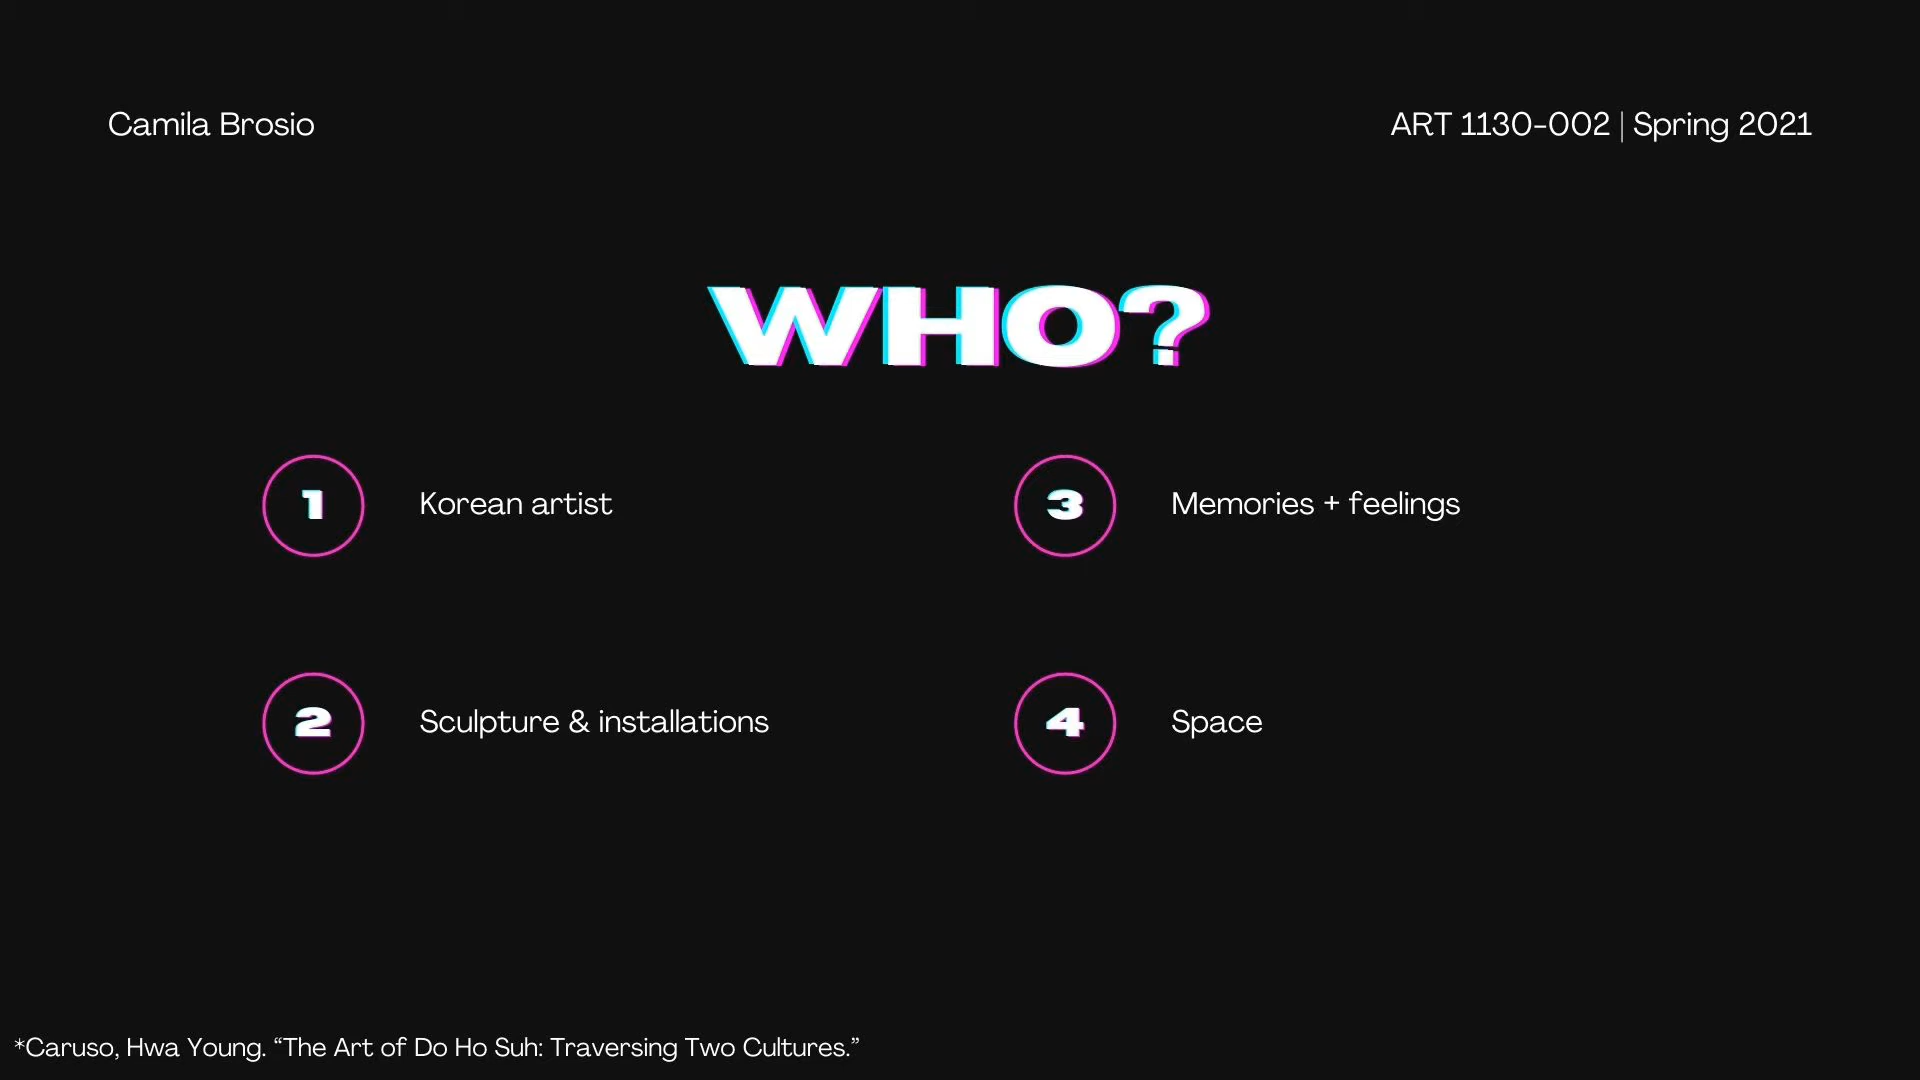 Camila Brosio
ART 1130-002 | Spring 2021
WHO?
1 Korean artist
2 Sculpture & installations
3 Memories + feelings
4 Space
*Caruso, Hwa Young. “The Art of Do Ho Suh: Traversing Two Cultures.”